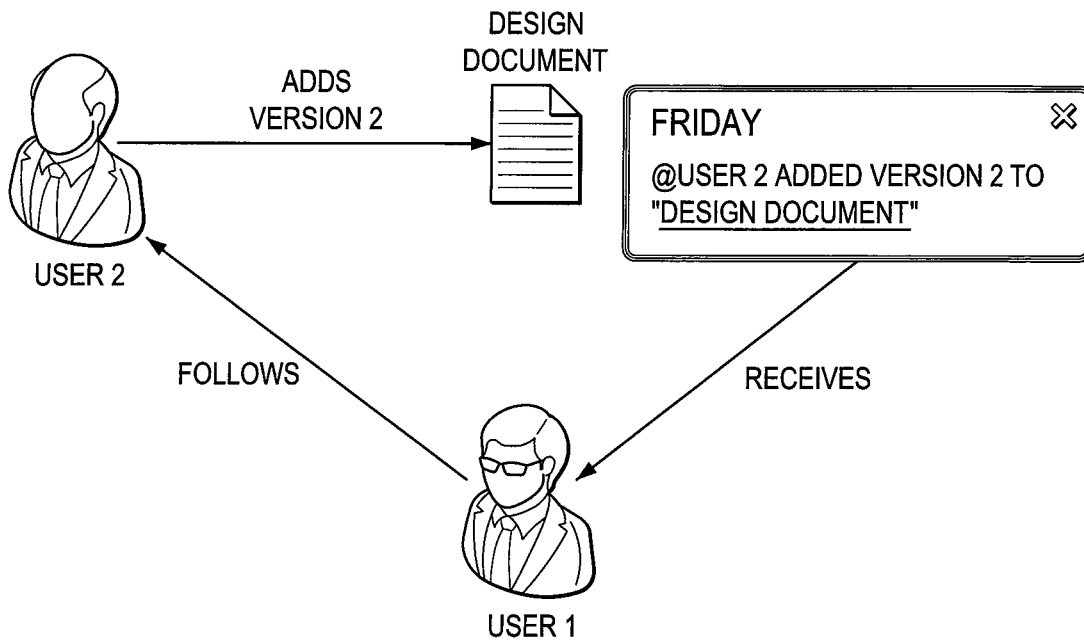 DESIGN
DOCUMENT
ADDS
VERSION 2
FRIDAY
@USER 2 ADDED VERSION 2 TO
"DESIGN DOCUMENT"
USER 2
FOLLOWS
RECEIVES
USER 1